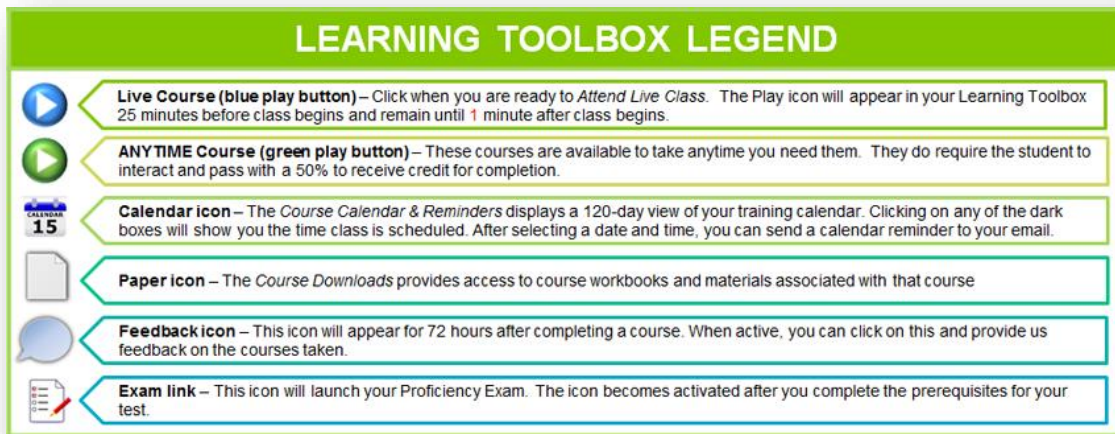 LEARNING TOOLBOX LEGEND
Live Course (blue play button) – Click when you are ready to Attend Live Class. The Play icon will appear in your Learning Toolbox
25 minutes before class begins and remain until 1 minute after class begins.
ANYTIME Course (green play button) – These courses are available to take anytime you need them. They do require the student to
interact and pass with a 50% to receive credit for completion.
CALENDAR
15
Calendar icon – The Course Calendar & Reminders displays a 120-day view of your training calendar. Clicking on any of the dark
boxes will show you the time class is scheduled. After selecting a date and time, you can send a calendar reminder to your email.
Paper icon – The Course Downloads provides access to course workbooks and materials associated with that course
Feedback icon – This icon will appear for 72 hours after completing a course. When active, you can click on this and provide us
feedback on the courses taken.
Exam link – This icon will launch your Proficiency Exam. The icon becomes activated after you complete the prerequisites for your
test.